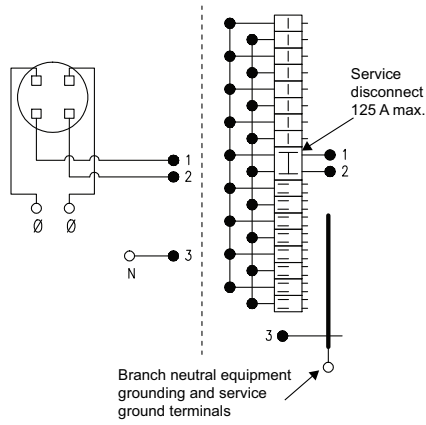 Service
disconnect
125 A max.
1
2
1
2
Ø Ø
3
N
3
Branch neutral equipment
grounding and service
ground terminals